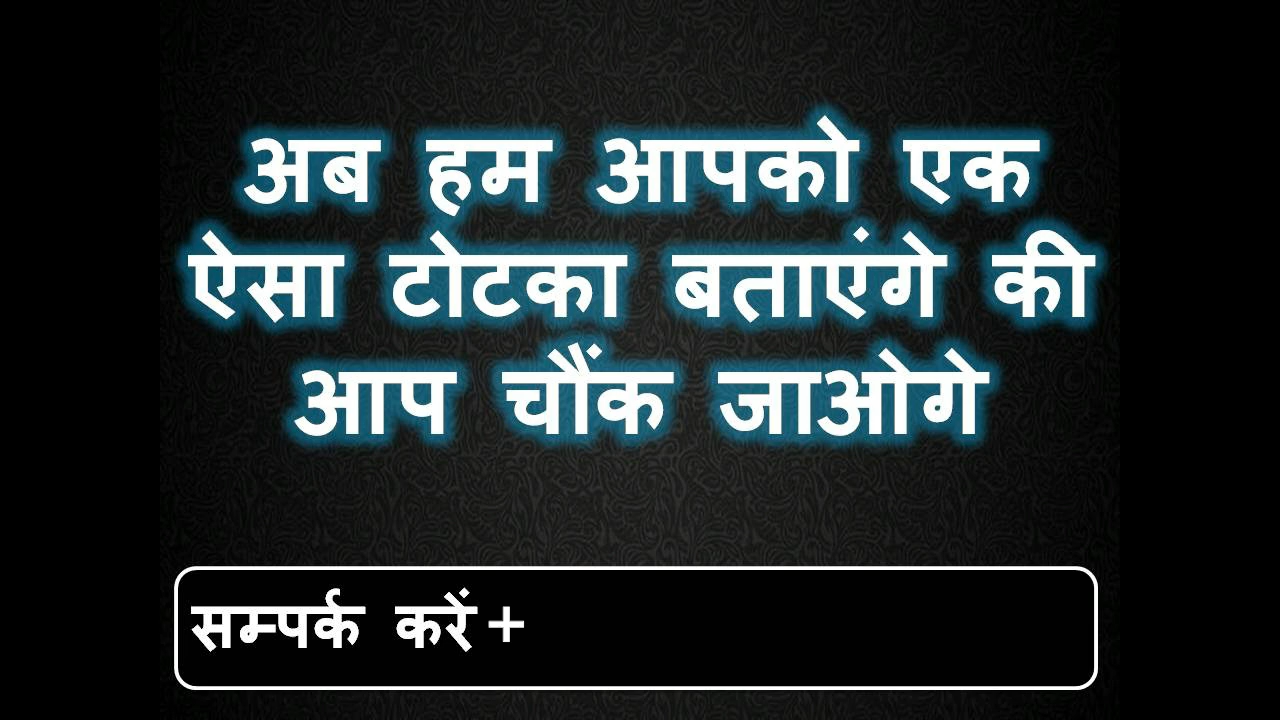 अब हम आपको एक
ऐसा टोटका बताएंगे की
आप चौंक जाओगे
सम्पर्क करें +